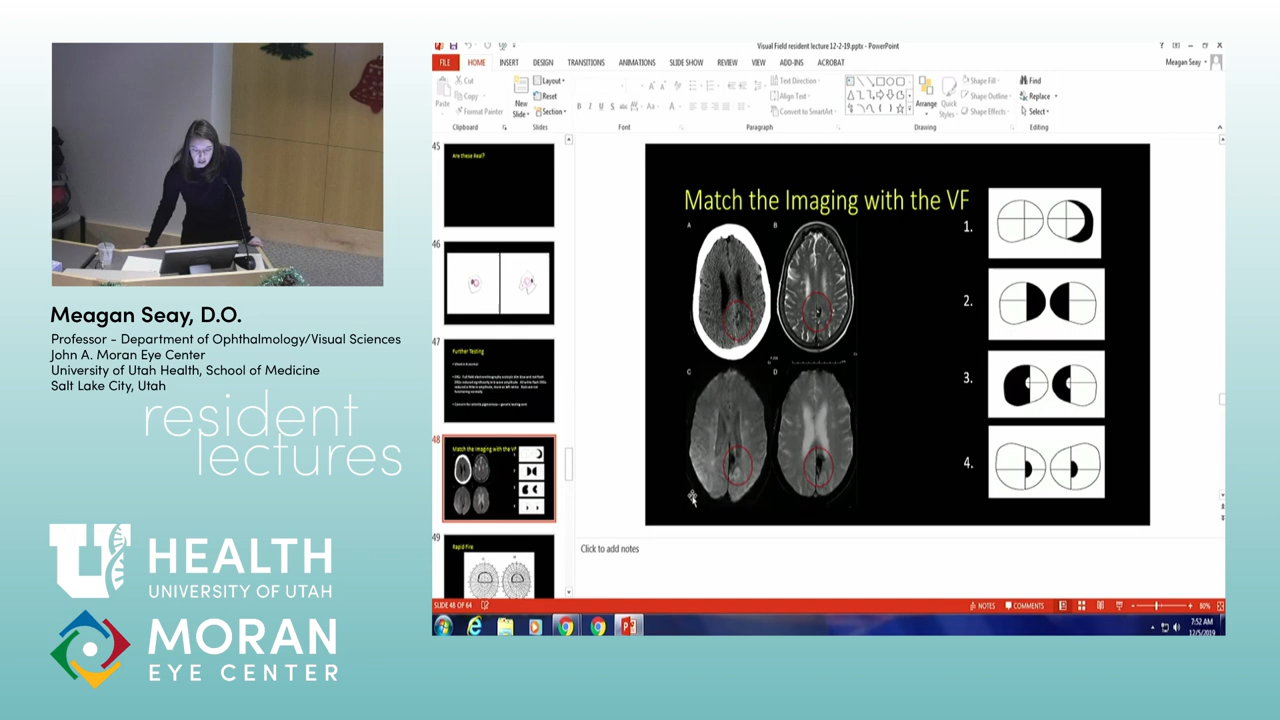 Visual Field resident lecture 12-2-19.pptx - PowerPoint
FILE HOME INSERT DESIGN TRANSITIONS ANIMATIONS SLIDE SHOW REVIEW VIEW ADD-INS ACROBAT
Meagan Seay
Paste
Cut
Copy
Format Painter
New Slide
Layout
Reset
Section
Text Direction
Align Text
Convert to SmartArt
Arrange
Quick Styles
Shape Fill
Shape Outline
Shape Effects
Find
Replace
Select
Clipboard Slides Font Paragraph Drawing Editing
45
Are these Real?
46
47
Further Testing
48
Match the Imaging with the VF
49
Rapid Fire
Match the Imaging with the VF
A B
C D
1.
2.
3.
4.
Click to add notes
SLIDE 48 OF 64
NOTES COMMENTS 80%
7:52 AM
12/5/2019
Meagan Seay, D.O.
Professor - Department of Ophthalmology/Visual Sciences
John A. Moran Eye Center
University of Utah Health, School of Medicine
Salt Lake City, Utah
resident
lectures
U HEALTH
UNIVERSITY OF UTAH
MORAN
EYE CENTER